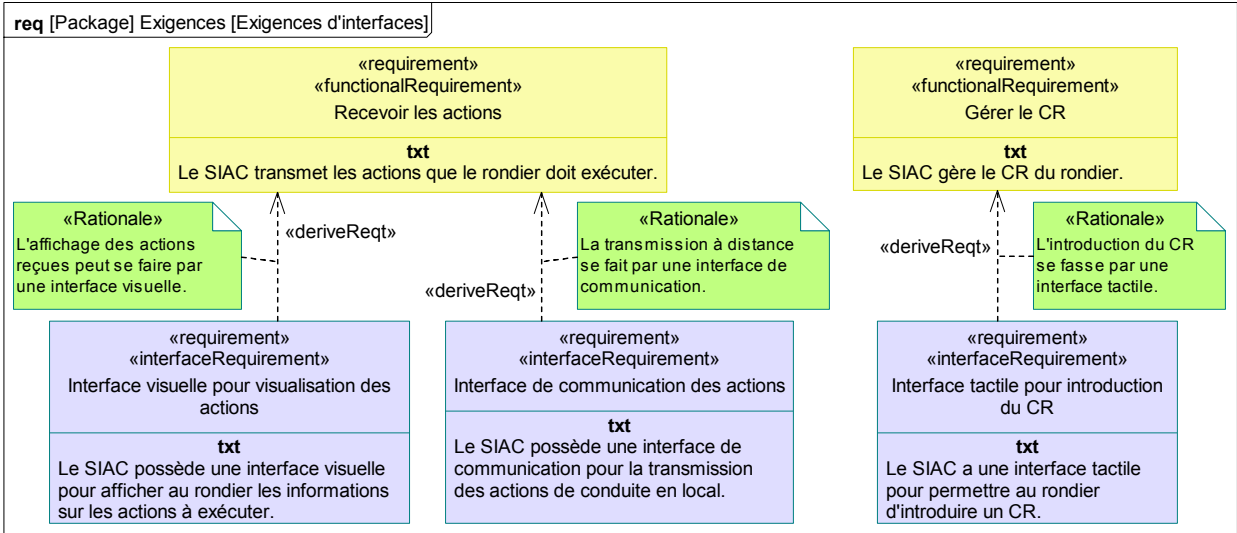 req [Package] Exigences [Exigences d'interfaces]
«requirement»
«functionalRequirement»
Recevoir les actions
txt
Le SIAC transmet les actions que le rondier doit exécuter.
«requirement»
«functionalRequirement»
Gérer le CR
txt
Le SIAC gère le CR du rondier.
«Rationale»
L'affichage des actions
reçues peut se faire par
une interface visuelle.
«deriveReqt»
«Rationale»
La transmission à distance
se fait par une interface de
communication.
«deriveReqt»
«Rationale»
L'introduction du CR
se fasse par une
interface tactile.
«deriveReqt»
«requirement»
«interfaceRequirement»
Interface visuelle pour visualisation des
actions
txt
Le SIAC possède une interface visuelle
pour afficher au rondier les informations
sur les actions à exécuter.
«requirement»
«interfaceRequirement»
Interface de communication des actions
txt
Le SIAC possède une interface de
communication pour la transmission
des actions de conduite en local.
«requirement»
«interfaceRequirement»
Interface tactile pour introduction
du CR
txt
Le SIAC a une interface tactile
pour permettre au rondier
d'introduire un CR.